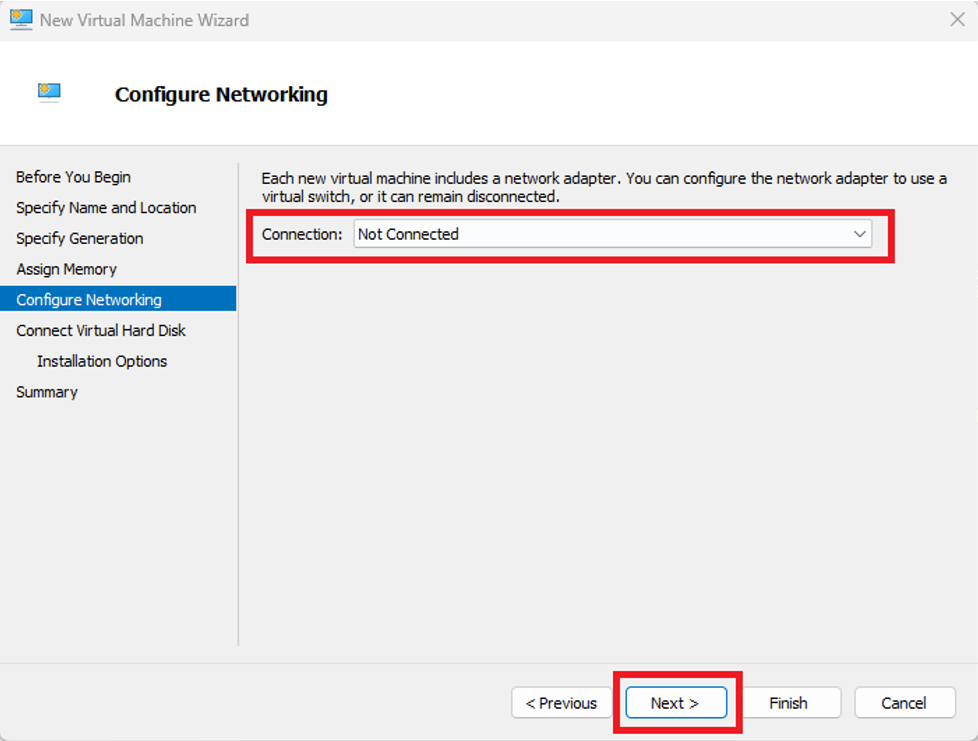 New Virtual Machine Wizard
Configure Networking
Before You Begin
Specify Name and Location
Specify Generation
Assign Memory
Configure Networking
Connect Virtual Hard Disk
Installation Options
Summary
Each new virtual machine includes a network adapter. You can configure the network adapter to use a
virtual switch, or it can remain disconnected.
Connection: Not Connected
< Previous Next > Finish Cancel